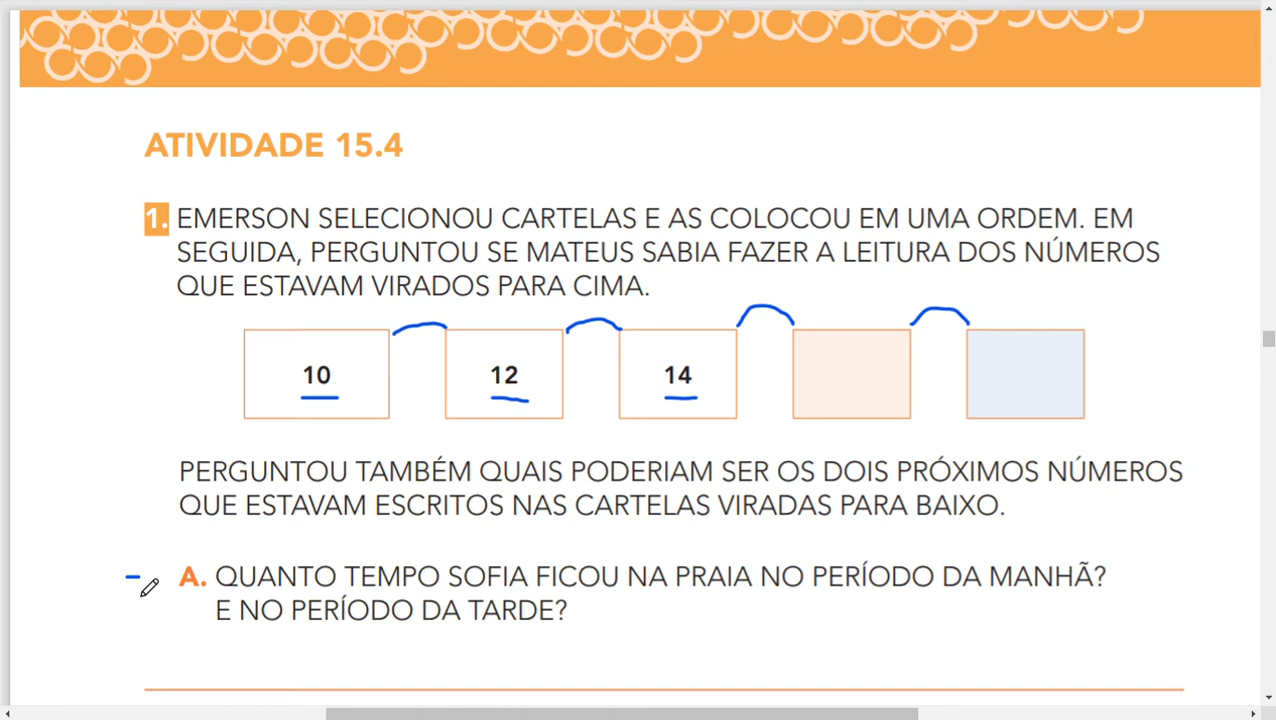 ATIVIDADE 15.4
1. EMERSON SELECIONOU CARTELAS E AS COLOCOU EM UMA ORDEM. EM
SEGUIDA, PERGUNTOU SE MATEUS SABIA FAZER A LEITURA DOS NÚMEROS
QUE ESTAVAM VIRADOS PARA CIMA.
10 12 14
PERGUNTOU TAMBÉM QUAIS PODERIAM SER OS DOIS PRÓXIMOS NÚMEROS
QUE ESTAVAM ESCRITOS NAS CARTELAS VIRADAS PARA BAIXO.
A. QUANTO TEMPO SOFIA FICOU NA PRAIA NO PERÍODO DA MANHÃ?
E NO PERÍODO DA TARDE?